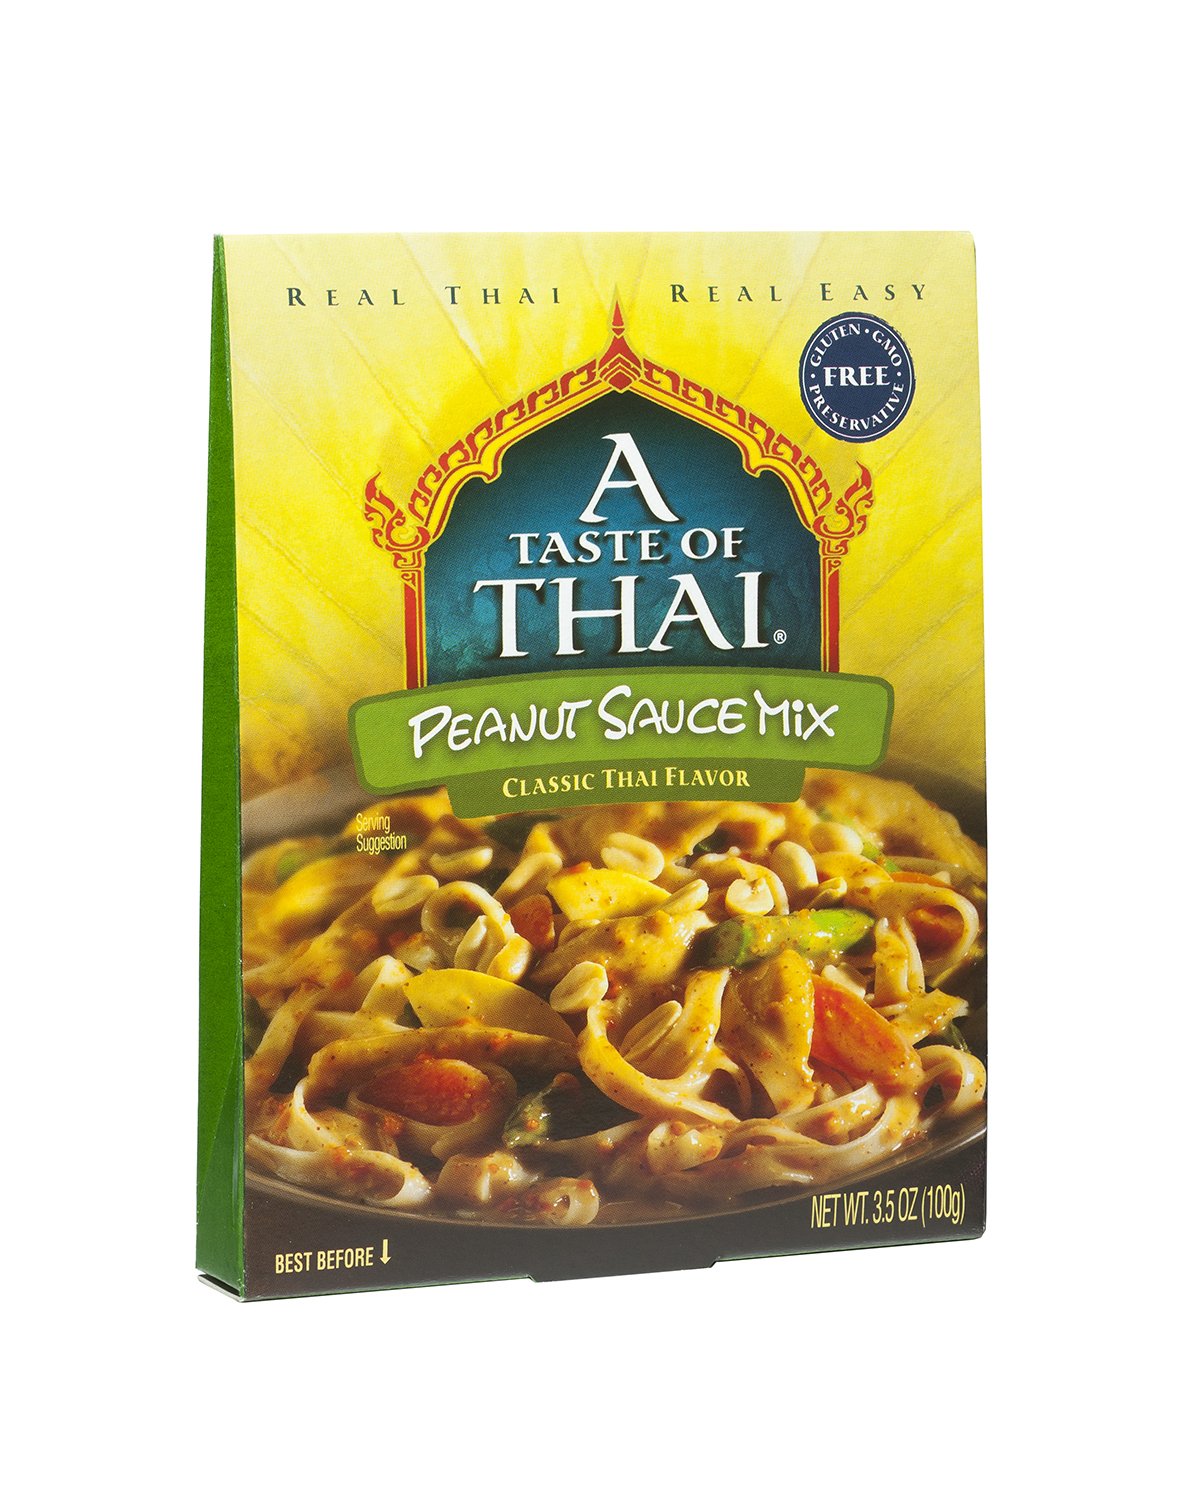 REAL THAI REAL EASY
GLUTEN • GMO •
FREE
PRESERVATIVE •
A
TASTE OF
THAI®
PEANUT SAUCE MIX
CLASSIC THAI FLAVOR
Serving
Suggestion
NET WT. 3.5 OZ (100g)
BEST BEFORE ↓